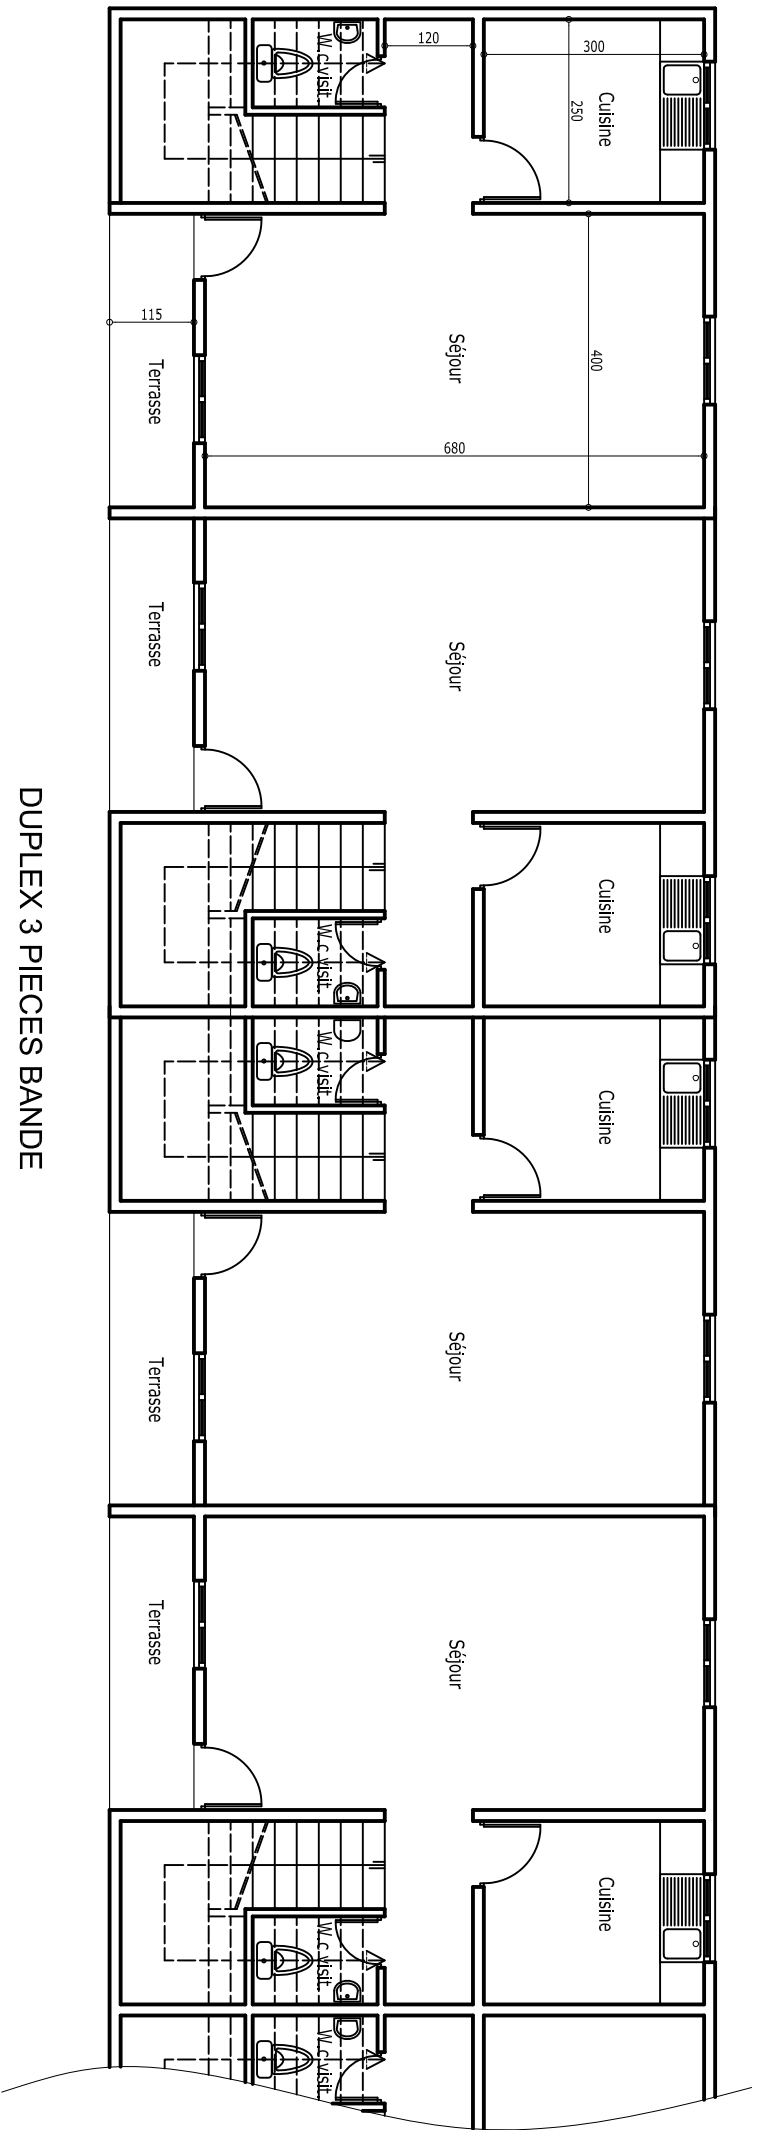 120
300
W.c visit
250
Cuisine
115
Terrasse
Séjour
400
680
Terrasse
Séjour
Cuisine
W.c visit
W.c visit
Cuisine
Terrasse
Séjour
Terrasse
Séjour
Cuisine
W.c visit
W.c visit
DUPLEX 3 PIECES BANDE